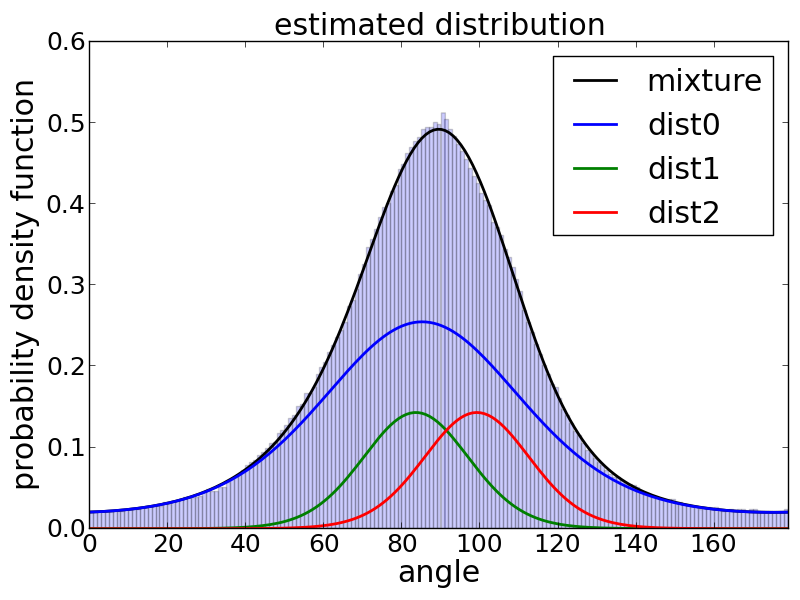 estimated distribution
probability density function
0.6
0.5
0.4
0.3
0.2
0.1
0.0
mixture
dist0
dist1
dist2
0 20 40 60 80 100 120 140 160
angle